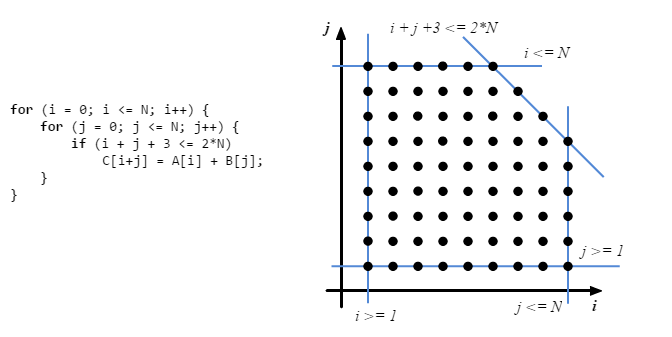 for (i = 0; i <= N; i++) {
for (j = 0; j <= N; j++) {
if (i + j + 3 <= 2*N)
C[i+j] = A[i] + B[j];
}
}
j
i + j +3 <= 2*N
i <= N
j >= 1
j <= N
i
i >= 1